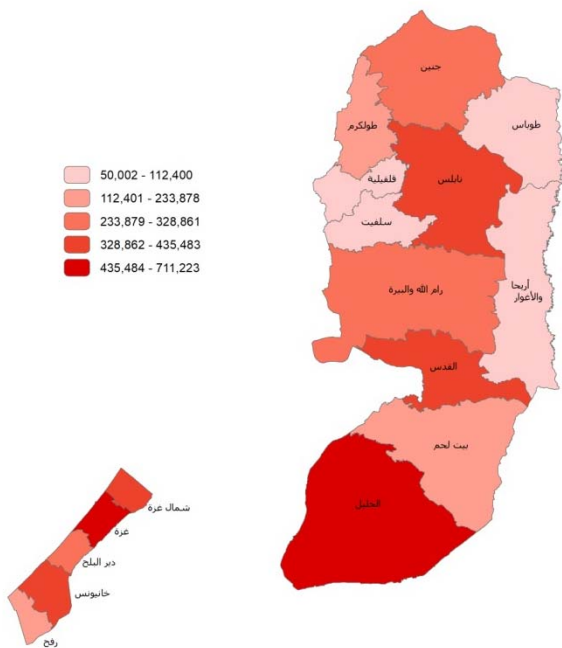 جنين
طوباس
طولكرم
نابلس
قلقيلية
سلفيت
أريحا
والأغوار
رام الله والبيرة
القدس
بيت لحم
الخليل
50,002 - 112,400
112,401 - 233,878
233,879 - 328,861
328,862 - 435,483
435,484 - 711,223
شمال غزة
غزة
دير البلح
خانيونس
رفح